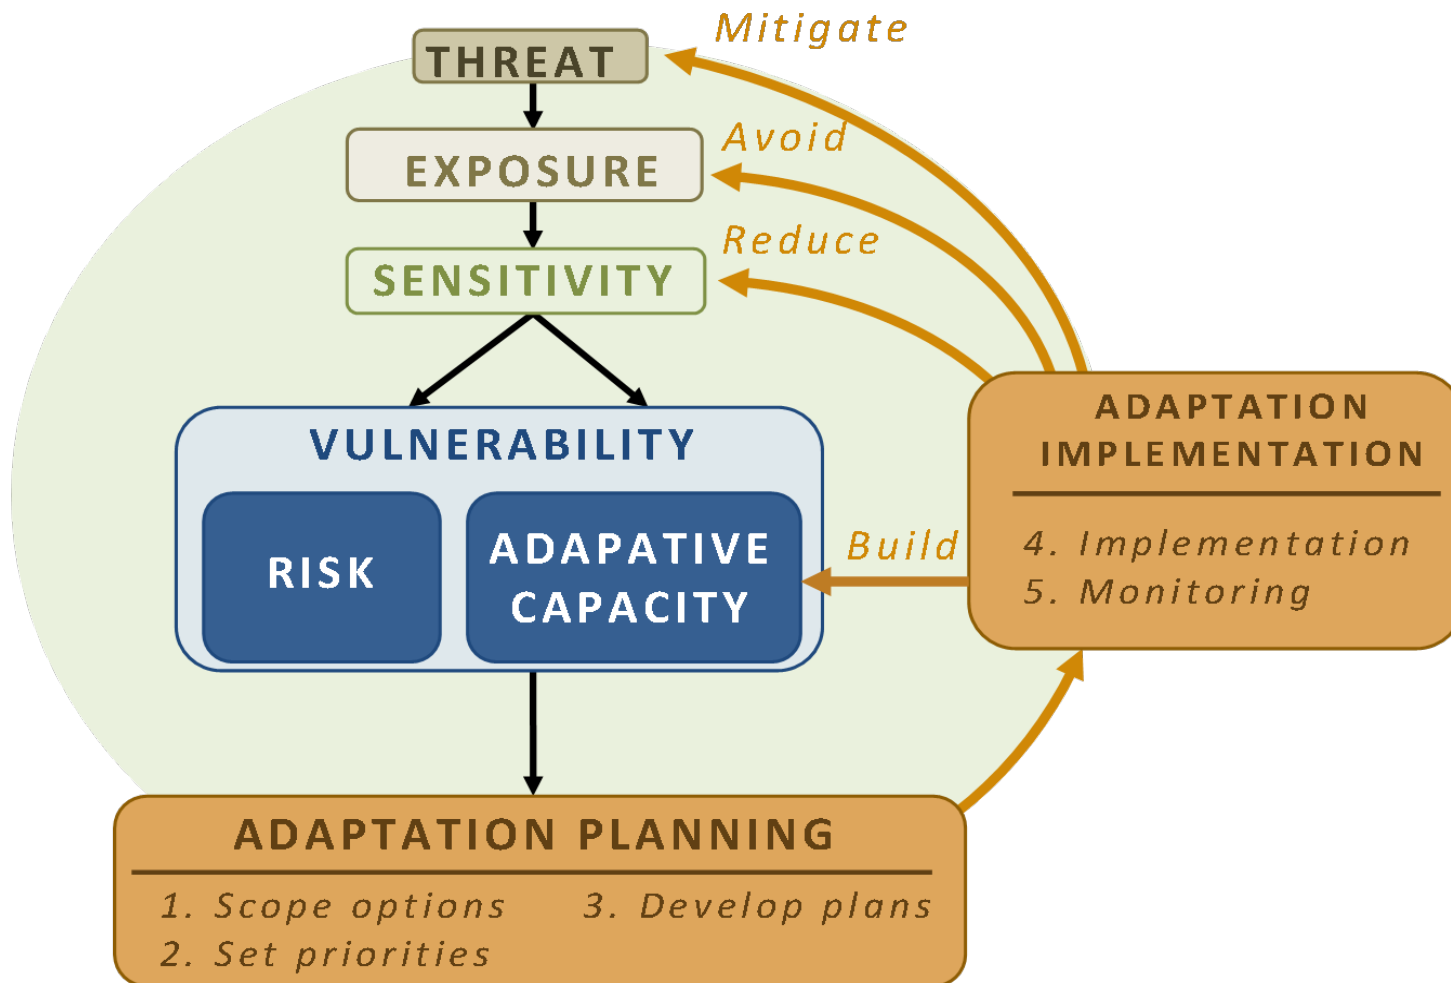 Mitigate
THREAT
Avoid
EXPOSURE
Reduce
SENSITIVITY
VULNERABILITY
RISK
ADAPATIVE
CAPACITY
Build
ADAPTATION
IMPLEMENTATION
4. Implementation
5. Monitoring
ADAPTATION PLANNING
1. Scope options
2. Set priorities
3. Develop plans